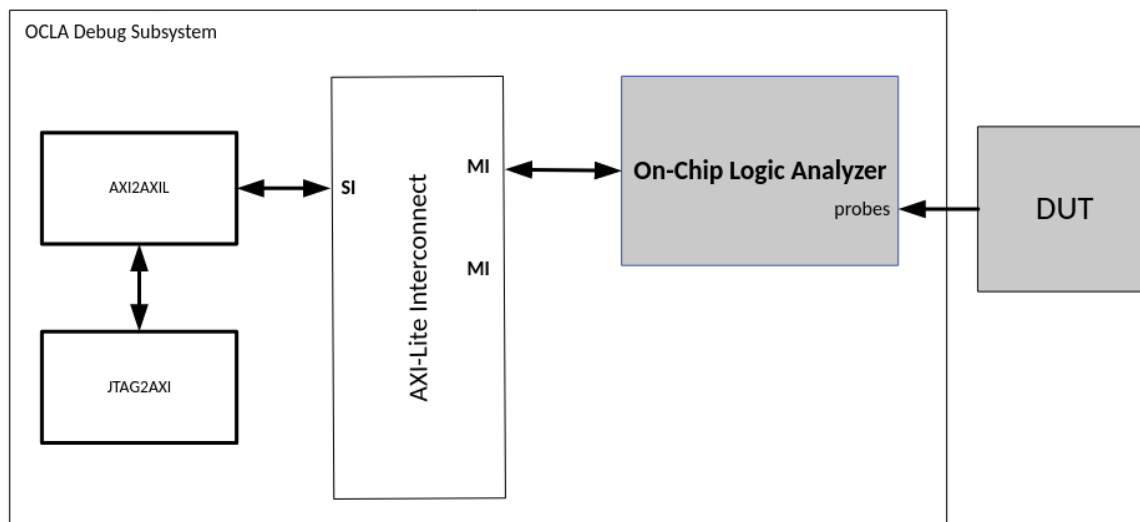 OCLA Debug Subsystem
AXI2AXIL
JTAG2AXI
SI
AXI-Lite Interconnect
MI
MI
On-Chip Logic Analyzer
probes
DUT